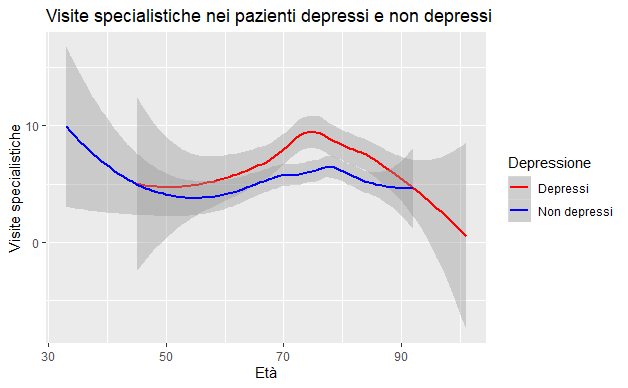 Visite specialistiche nei pazienti depressi e non depressi
Visite specialistiche
10
0
30
50
70
90
Età
Depressione
Depressi
Non depressi